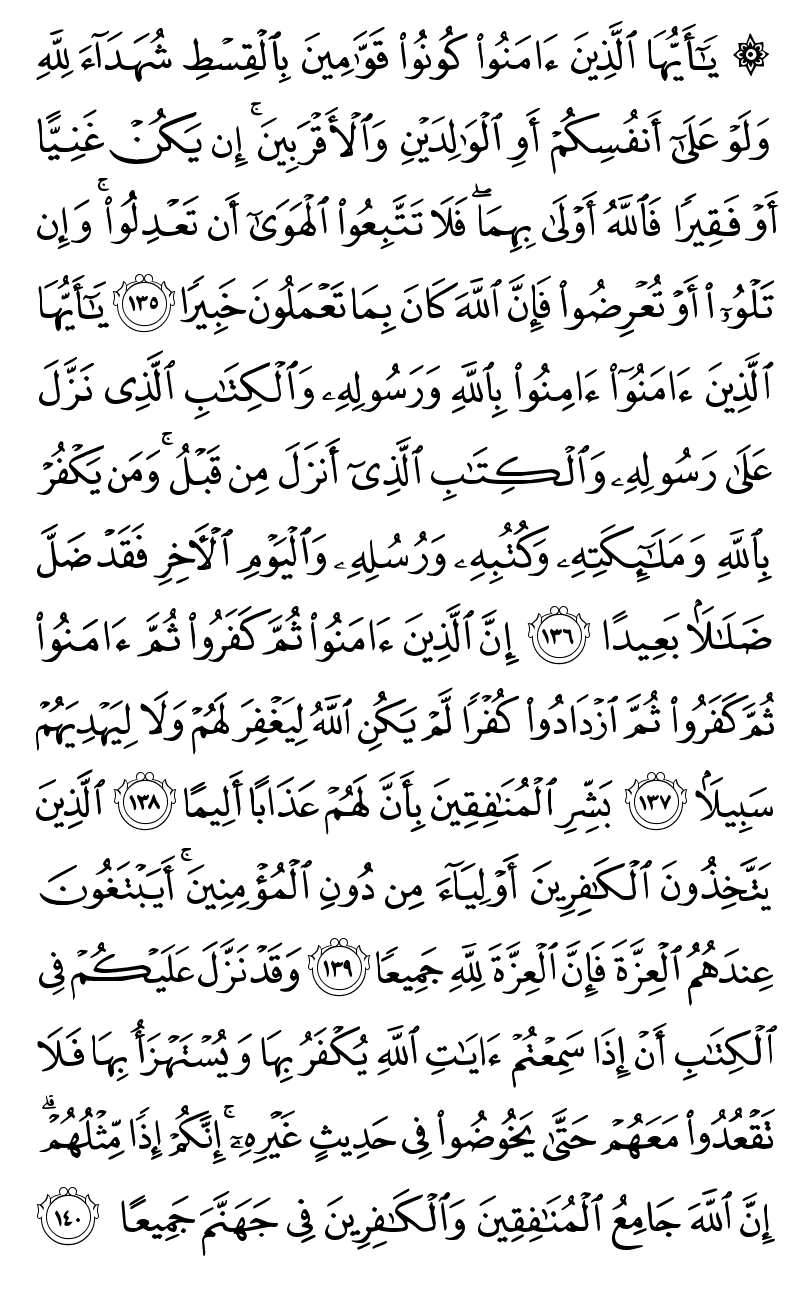 ۞ يَٰٓأَيُّهَا ٱلَّذِينَ ءَامَنُوا۟ كُونُوا۟ قَوَّٰمِينَ بِٱلْقِسْطِ شُهَدَآءَ لِلَّهِ
وَلَوْ عَلَىٰٓ أَنفُسِكُمْ أَوِ ٱلْوَٰلِدَيْنِ وَٱلْأَقْرَبِينَ ۚ إِن يَكُنْ غَنِيًّا
أَوْ فَقِيرًا فَٱللَّهُ أَوْلَىٰ بِهِمَا ۖ فَلَا تَتَّبِعُوا۟ ٱلْهَوَىٰٓ أَن تَعْدِلُوا۟ ۚ وَإِن
تَلْوُۥٓا۟ أَوْ تُعْرِضُوا۟ فَإِنَّ ٱللَّهَ كَانَ بِمَا تَعْمَلُونَ خَبِيرًا ١٣٥ يَٰٓأَيُّهَا
ٱلَّذِينَ ءَامَنُوٓا۟ ءَامِنُوا۟ بِٱللَّهِ وَرَسُولِهِۦ وَٱلْكِتَٰبِ ٱلَّذِى نَزَّلَ
عَلَىٰ رَسُولِهِۦ وَٱلْكِتَٰبِ ٱلَّذِىٓ أَنزَلَ مِن قَبْلُ ۚ وَمَن يَكْفُرْ
بِٱللَّهِ وَمَلَٰٓئِكَتِهِۦ وَكُتُبِهِۦ وَرُسُلِهِۦ وَٱلْيَوْمِ ٱلْءَاخِرِ فَقَدْ ضَلَّ
ضَلَٰلًۢا بَعِيدًا ١٣٦ إِنَّ ٱلَّذِينَ ءَامَنُوا۟ ثُمَّ كَفَرُوا۟ ثُمَّ ءَامَنُوا۟
ثُمَّ كَفَرُوا۟ ثُمَّ ٱزْدَادُوا۟ كُفْرًا لَّمْ يَكُنِ ٱللَّهُ لِيَغْفِرَ لَهُمْ وَلَا لِيَهْدِيَهُمْ
سَبِيلًۢا ١٣٧ بَشِّرِ ٱلْمُنَٰفِقِينَ بِأَنَّ لَهُمْ عَذَابًا أَلِيمًا ١٣٨ ٱلَّذِينَ
يَتَّخِذُونَ ٱلْكَٰفِرِينَ أَوْلِيَآءَ مِن دُونِ ٱلْمُؤْمِنِينَ ۚ أَيَبْتَغُونَ
عِندَهُمُ ٱلْعِزَّةَ فَإِنَّ ٱلْعِزَّةَ لِلَّهِ جَمِيعًا ١٣٩ وَقَدْ نَزَّلَ عَلَيْكُمْ فِى
ٱلْكِتَٰبِ أَنْ إِذَا سَمِعْتُمْ ءَايَٰتِ ٱللَّهِ يُكْفَرُ بِهَا وَيُسْتَهْزَأُ بِهَا فَلَا
تَقْعُدُوا۟ مَعَهُمْ حَتَّىٰ يَخُوضُوا۟ فِى حَدِيثٍ غَيْرِهِۦٓ ۚ إِنَّكُمْ إِذًا مِّثْلُهُمْ ۗ
إِنَّ ٱللَّهَ جَامِعُ ٱلْمُنَٰفِقِينَ وَٱلْكَٰفِرِينَ فِى جَهَنَّمَ جَمِيعًا ١٤٠